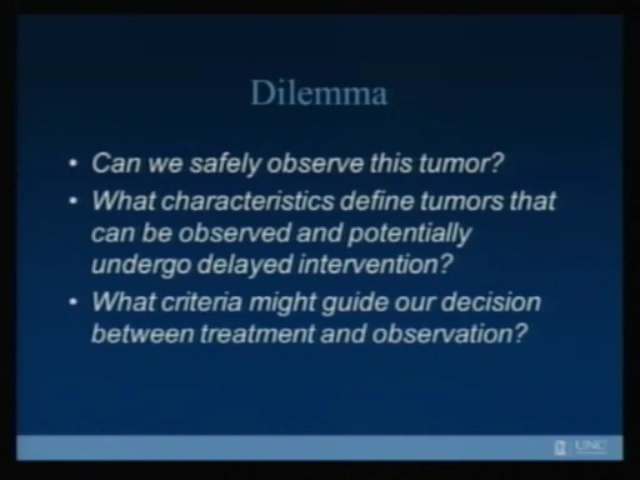 Dilemma
• Can we safely observe this tumor?
• What characteristics define tumors that
can be observed and potentially
undergo delayed intervention?
• What criteria might guide our decision
between treatment and observation?
UNC